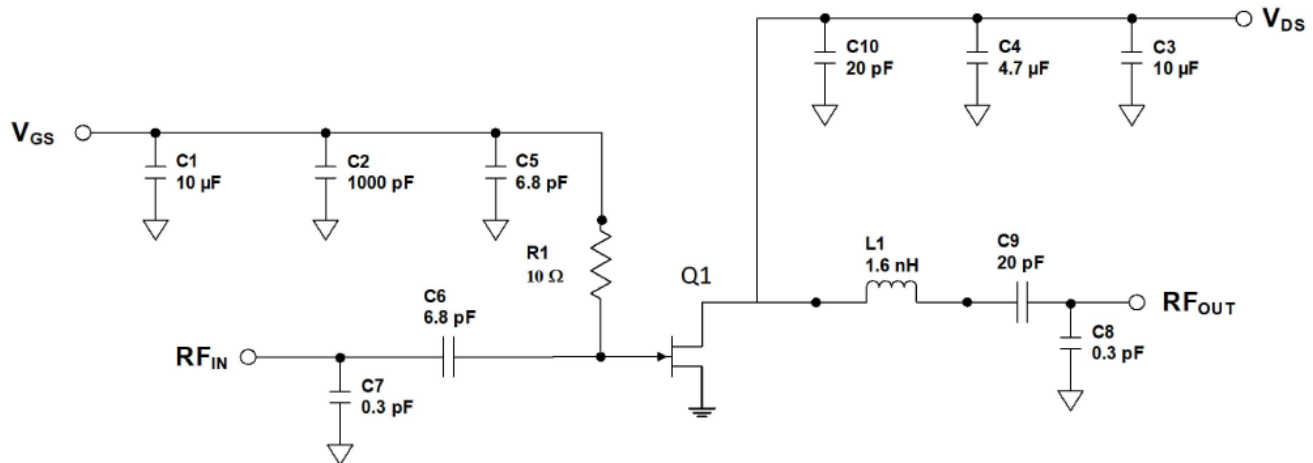 V_DS
C10
20 pF
C4
4.7 µF
C3
10 µF
V_GS
C1
10 µF
C2
1000 pF
C5
6.8 pF
R1
10 Ω
Q1
L1
1.6 nH
C9
20 pF
C6
6.8 pF
RF_OUT
RF_IN
C8
0.3 pF
C7
0.3 pF